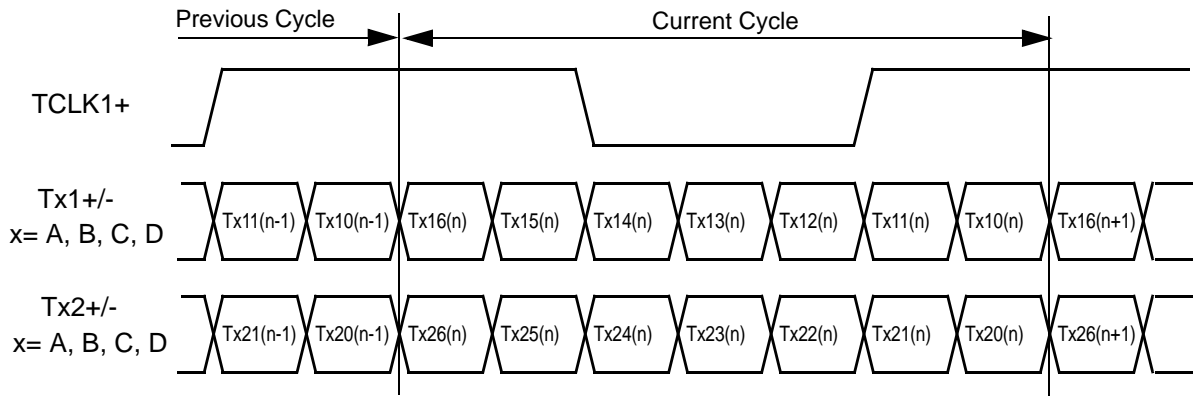 Previous Cycle
Current Cycle
TCLK1+
Tx1+/-
x= A, B, C, D
Tx11(n-1) Tx10(n-1) Tx16(n) Tx15(n) Tx14(n) Tx13(n) Tx12(n) Tx11(n) Tx10(n) Tx16(n+1)
Tx2+/-
x= A, B, C, D
Tx21(n-1) Tx20(n-1) Tx26(n) Tx25(n) Tx24(n) Tx23(n) Tx22(n) Tx21(n) Tx20(n) Tx26(n+1)